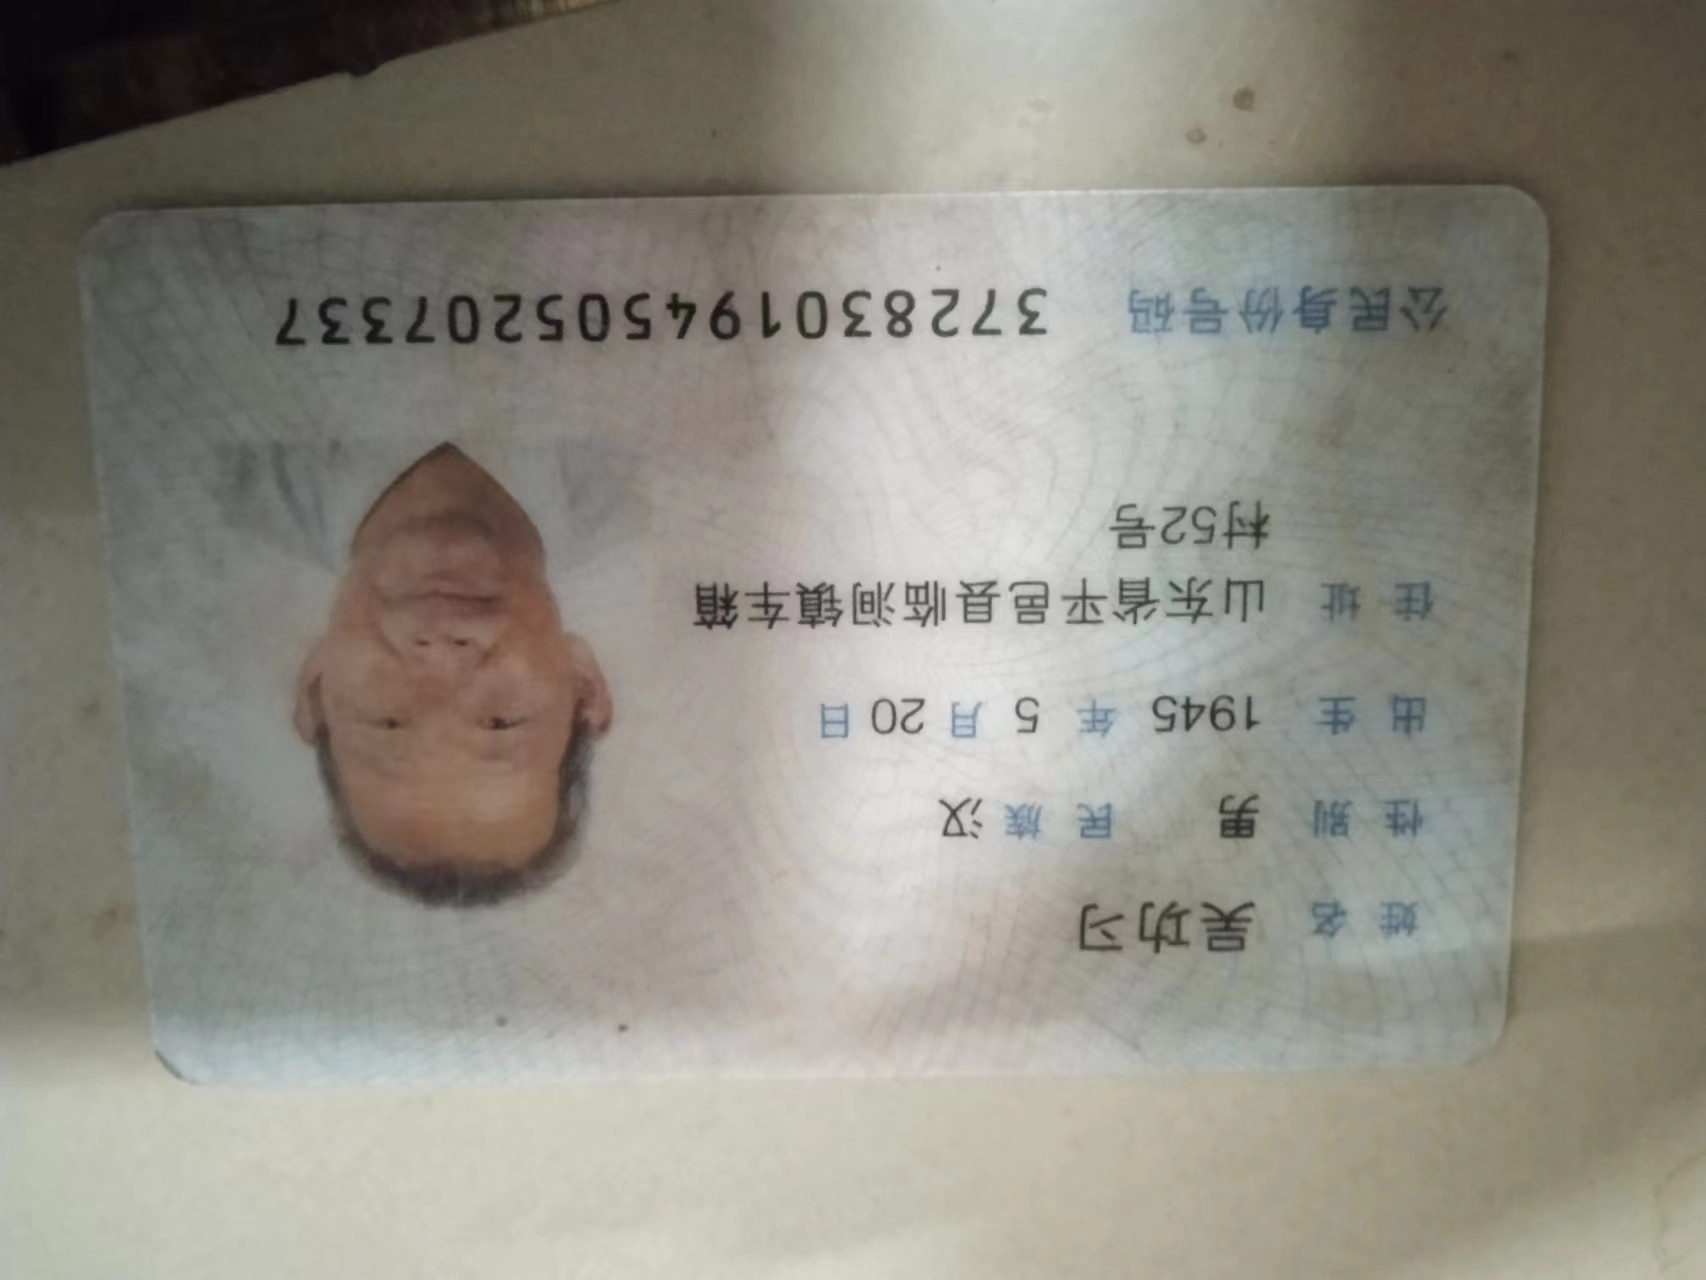 姓名 吴功习
性别 男 民族 汉
出生 1945 年 5 月 20 日
住址 山东省平邑县临涧镇车箱
村52号
公民身份号码 372830194505207337